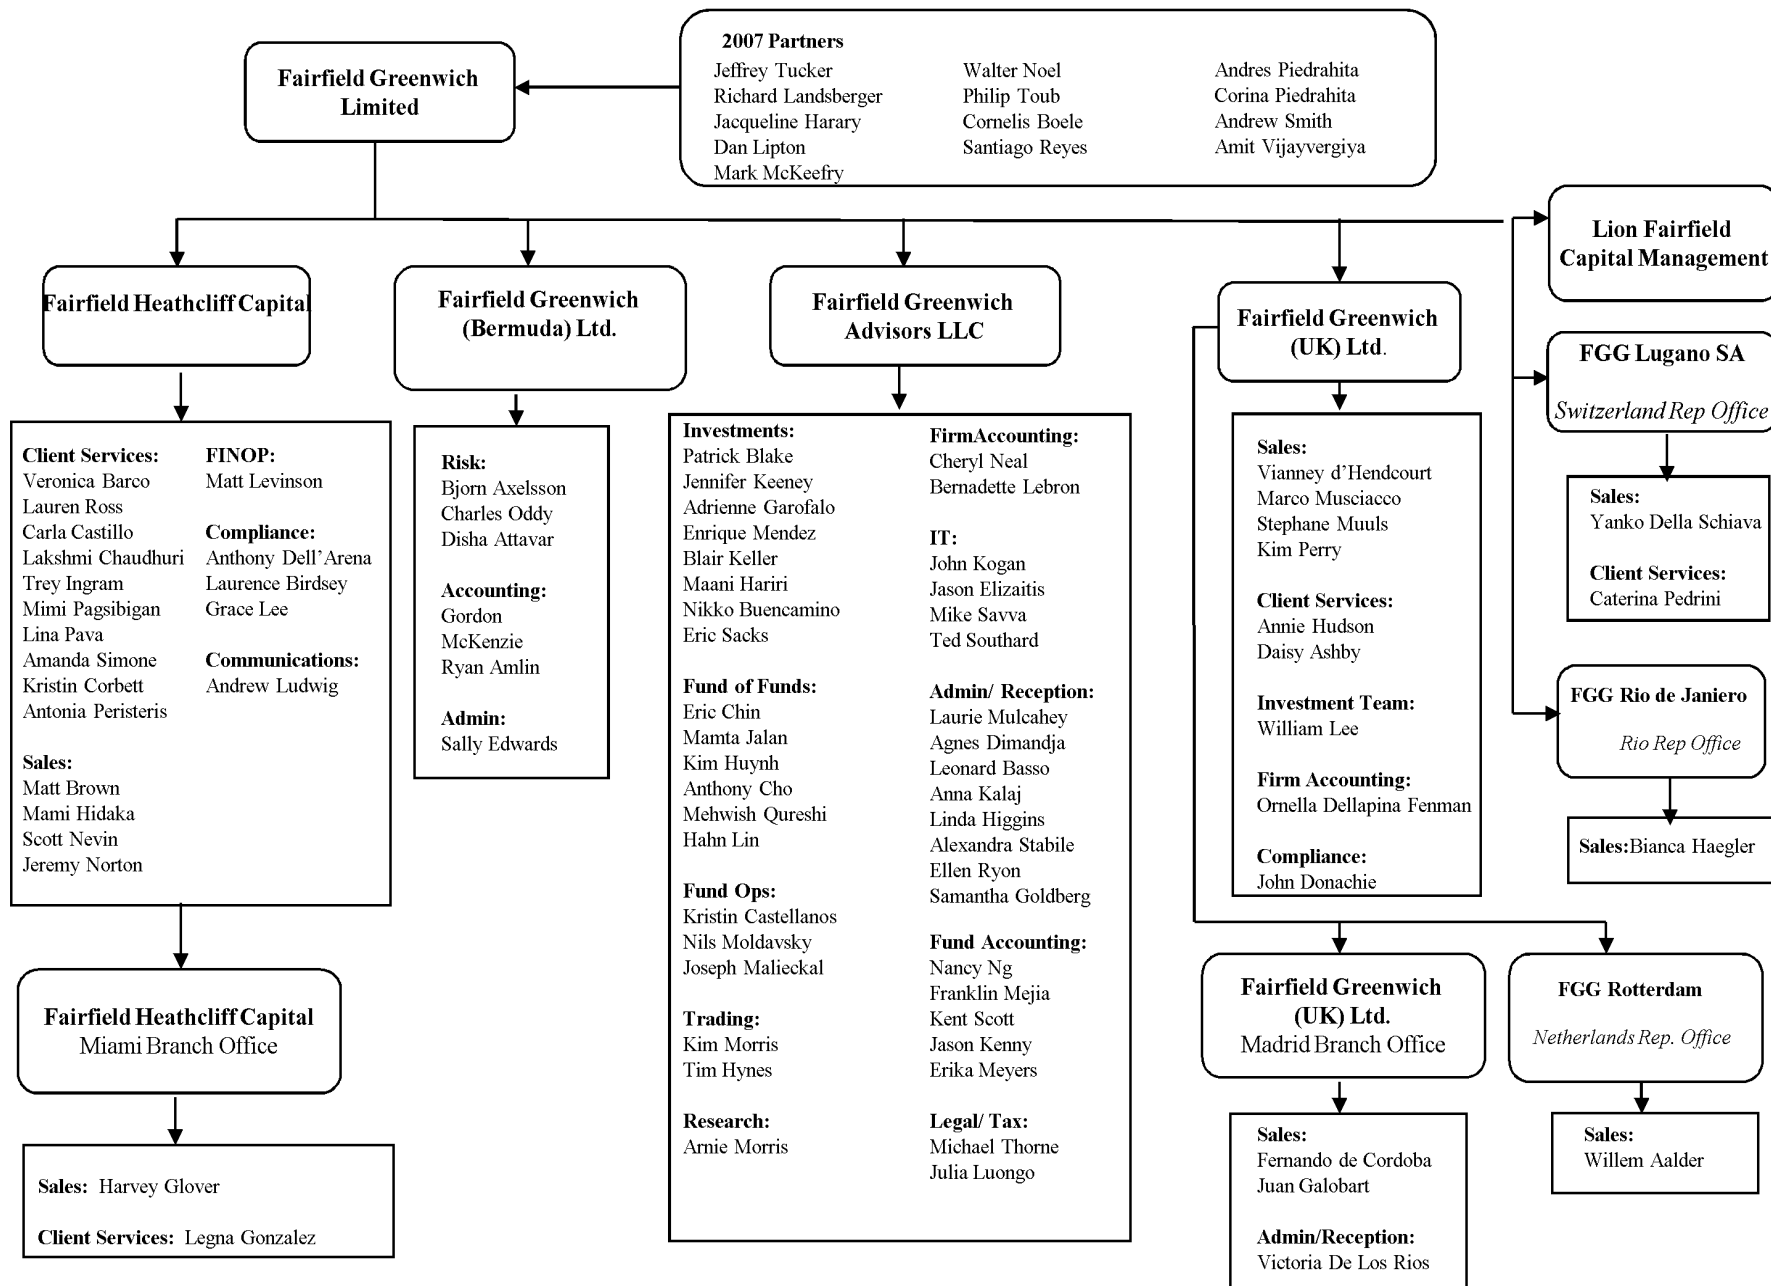 2007 Partners
Jeffrey Tucker
Richard Landsberger
Jacqueline Harary
Dan Lipton
Mark McKeefry
Walter Noel
Philip Toub
Cornelis Boele
Santiago Reyes
Andres Piedrahita
Corina Piedrahita
Andrew Smith
Amit Vijayvergiya
Fairfield Greenwich
Limited
Fairfield Heathcliff Capital
Client Services:
Veronica Barco
Lauren Ross
Carla Castillo
Lakshmi Chaudhuri
Trey Ingram
Mimi Pagsibigan
Lina Pava
Amanda Simone
Kristin Corbett
Antonia Peristeris
Sales:
Matt Brown
Mami Hidaka
Scott Nevin
Jeremy Norton
FINOP:
Matt Levinson
Compliance:
Anthony Dell'Arena
Laurence Birdsey
Grace Lee
Communications:
Andrew Ludwig
Fairfield Heathcliff Capital
Miami Branch Office
Sales: Harvey Glover
Client Services: Legna Gonzalez
Fairfield Greenwich
(Bermuda) Ltd.
Risk:
Bjorn Axelsson
Charles Oddy
Disha Attavar
Accounting:
Gordon
McKenzie
Ryan Amlin
Admin:
Sally Edwards
Fairfield Greenwich
Advisors LLC
Investments:
Patrick Blake
Jennifer Keeney
Adrienne Garofalo
Enrique Mendez
Blair Keller
Maani Hariri
Nikko Buencamino
Eric Sacks
Fund of Funds:
Eric Chin
Mamta Jalan
Kim Huynh
Anthony Cho
Mehwish Qureshi
Hahn Lin
Fund Ops:
Kristin Castellanos
Nils Moldavsky
Joseph Malieckal
Trading:
Kim Morris
Tim Hynes
Research:
Arnie Morris
FirmAccounting:
Cheryl Neal
Bernadette Lebron
IT:
John Kogan
Jason Elizaitis
Mike Savva
Ted Southard
Admin/ Reception:
Laurie Mulcahey
Agnes Dimandja
Leonard Basso
Anna Kalaj
Linda Higgins
Alexandra Stabile
Ellen Ryon
Samantha Goldberg
Fund Accounting:
Nancy Ng
Franklin Mejia
Kent Scott
Jason Kenny
Erika Meyers
Legal/ Tax:
Michael Thorne
Julia Luongo
Fairfield Greenwich
(UK) Ltd.
Sales:
Vianney d'Hendcourt
Marco Musciacco
Stephane Muuls
Kim Perry
Client Services:
Annie Hudson
Daisy Ashby
Investment Team:
William Lee
Firm Accounting:
Ornella Dellapina Fenman
Compliance:
John Donachie
Fairfield Greenwich
(UK) Ltd.
Madrid Branch Office
Sales:
Fernando de Cordoba
Juan Galobart
Admin/Reception:
Victoria De Los Rios
FGG Rotterdam
Netherlands Rep. Office
Sales:
Willem Aalder
Lion Fairfield
Capital Management
FGG Lugano SA
Switzerland Rep Office
Sales:
Yanko Della Schiava
Client Services:
Caterina Pedrini
FGG Rio de Janiero
Rio Rep Office
Sales:Bianca Haegler